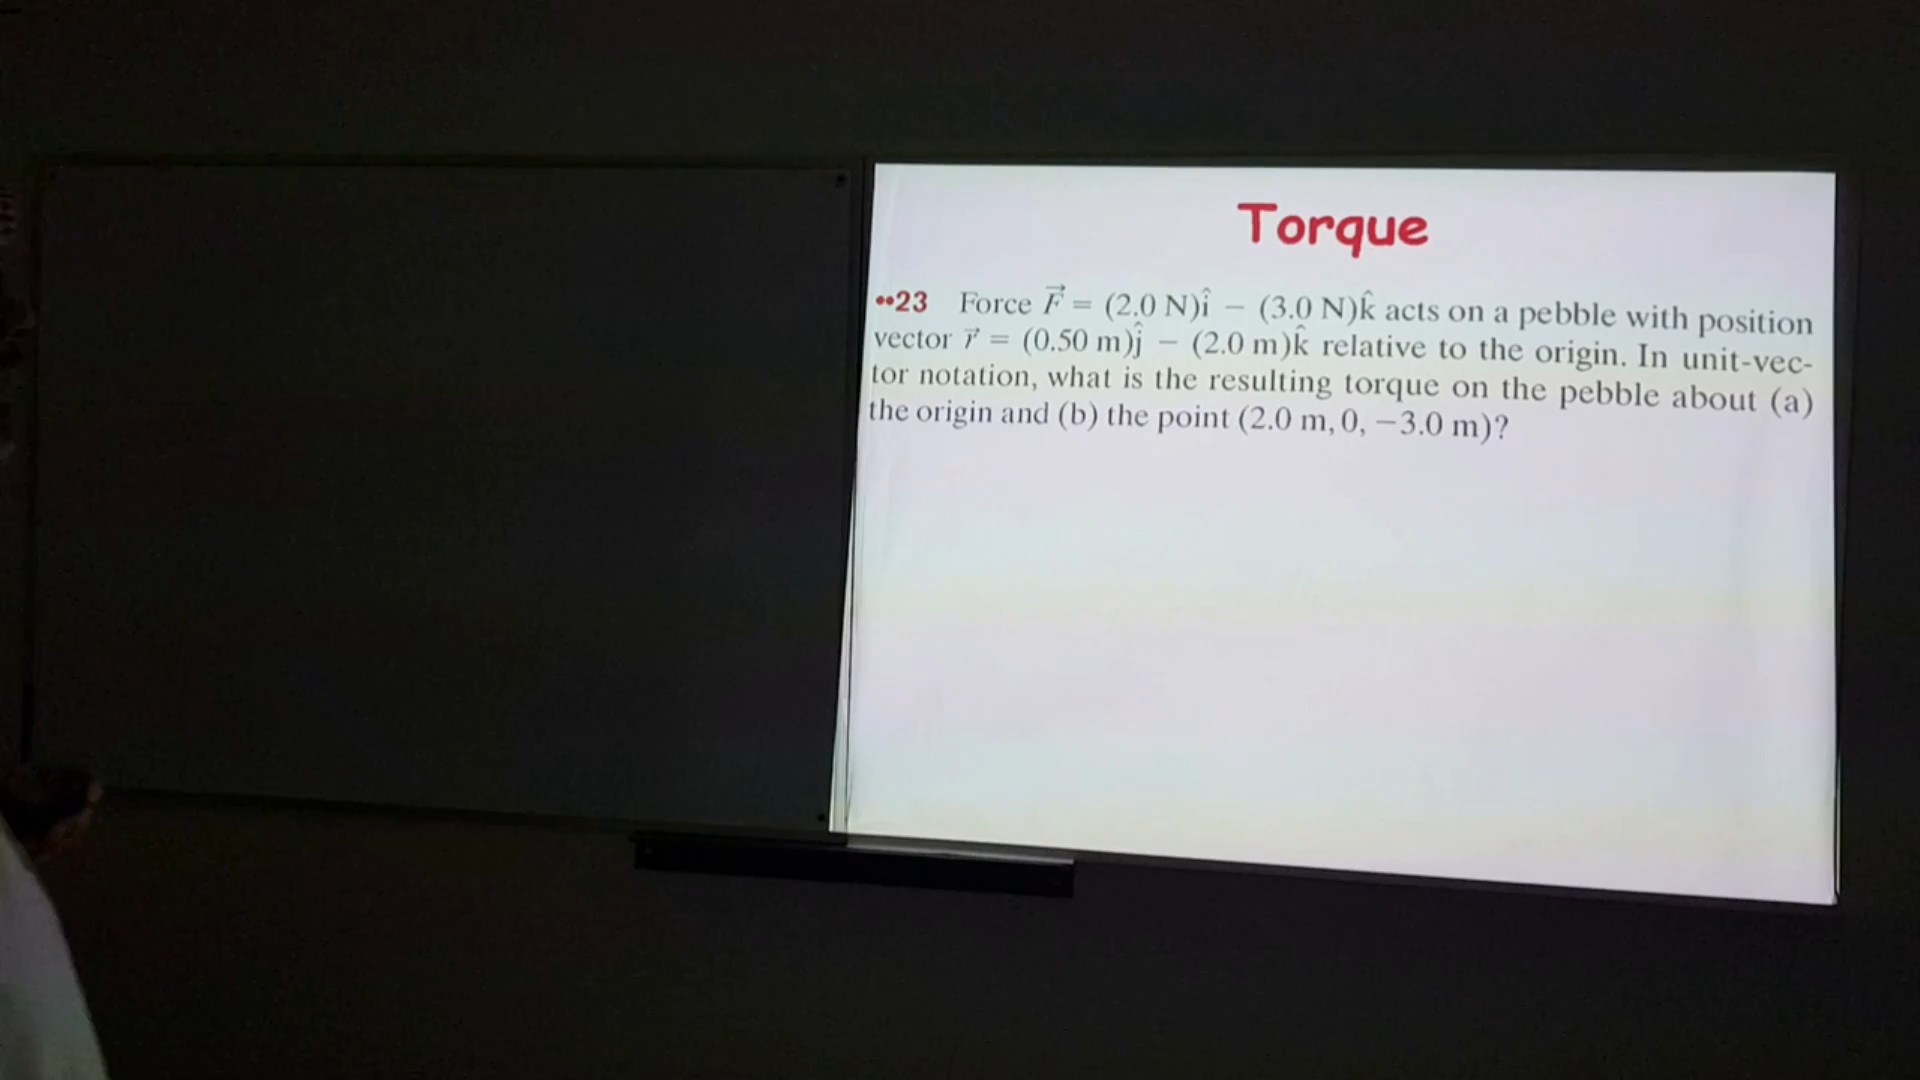 Torque
••23 Force F⃗ = (2.0 N)î − (3.0 N)k̂ acts on a pebble with position
vector r⃗ = (0.50 m)ĵ − (2.0 m)k̂ relative to the origin. In unit-vec-
tor notation, what is the resulting torque on the pebble about (a)
the origin and (b) the point (2.0 m, 0, −3.0 m)?